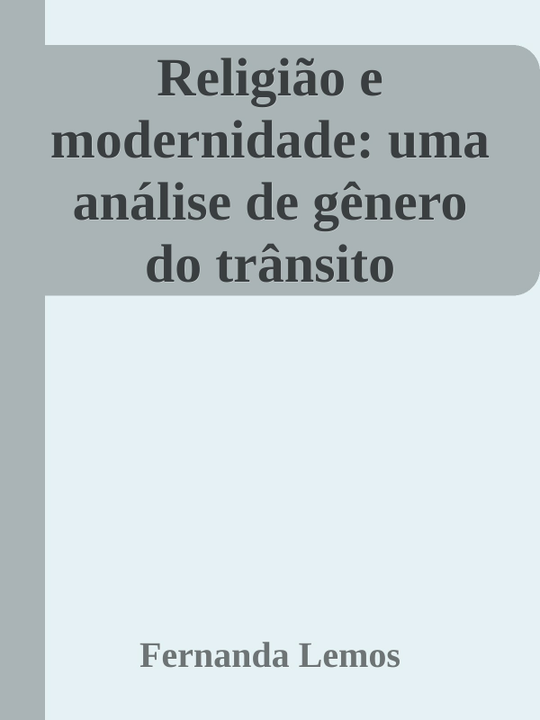 Religião e
modernidade: uma
análise de gênero
do trânsito
Fernanda Lemos